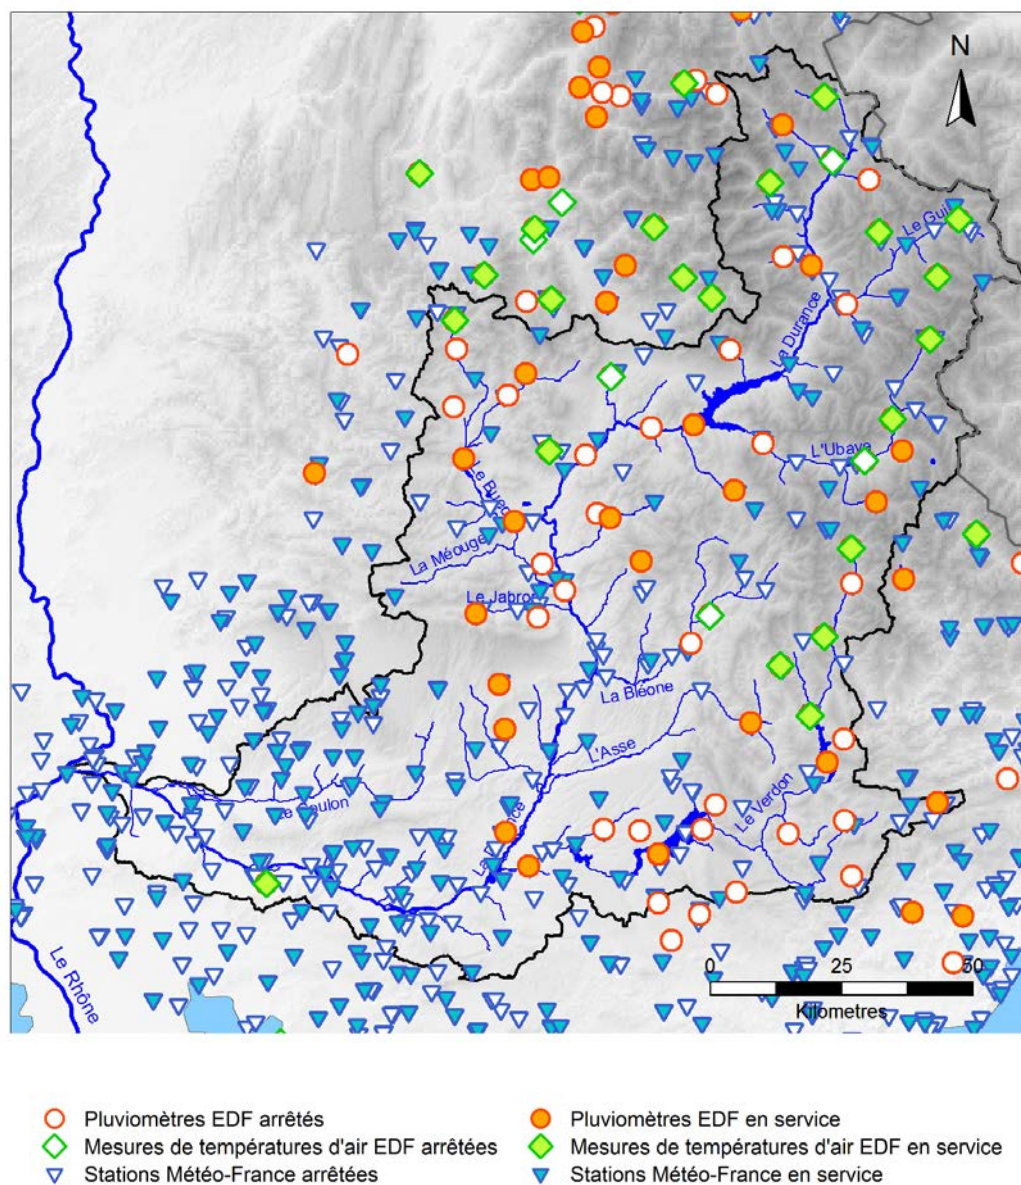 N
Le Guil
La Durance
L'Ubaye
Le Buech
La Méouge
Le Jabron
La Bléone
L'Asse
Le Verdon
Le Coulon
La Durance
Le Rhône
0 25 50
Kilometres
Pluviomètres EDF arrêtés
Pluviomètres EDF en service
Mesures de températures d'air EDF arrêtées
Mesures de températures d'air EDF en service
Stations Météo-France arrêtées
Stations Météo-France en service